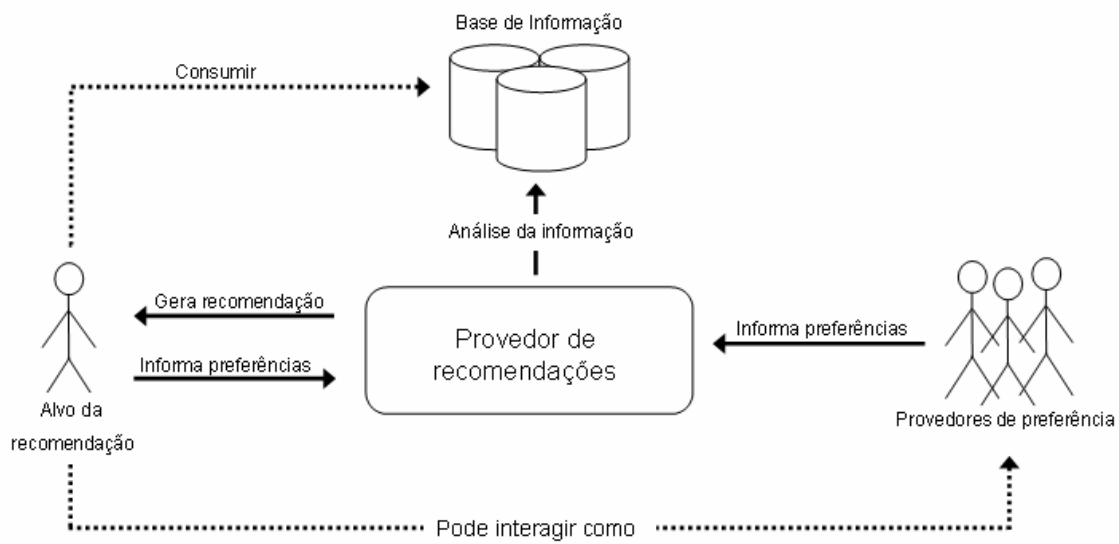 Base de Informação
Consumir
Análise da informação
Gera recomendação
Informa preferências
Provedor de
recomendações
Informa preferências
Alvo da
recomendação
Provedores de preferência
Pode interagir como